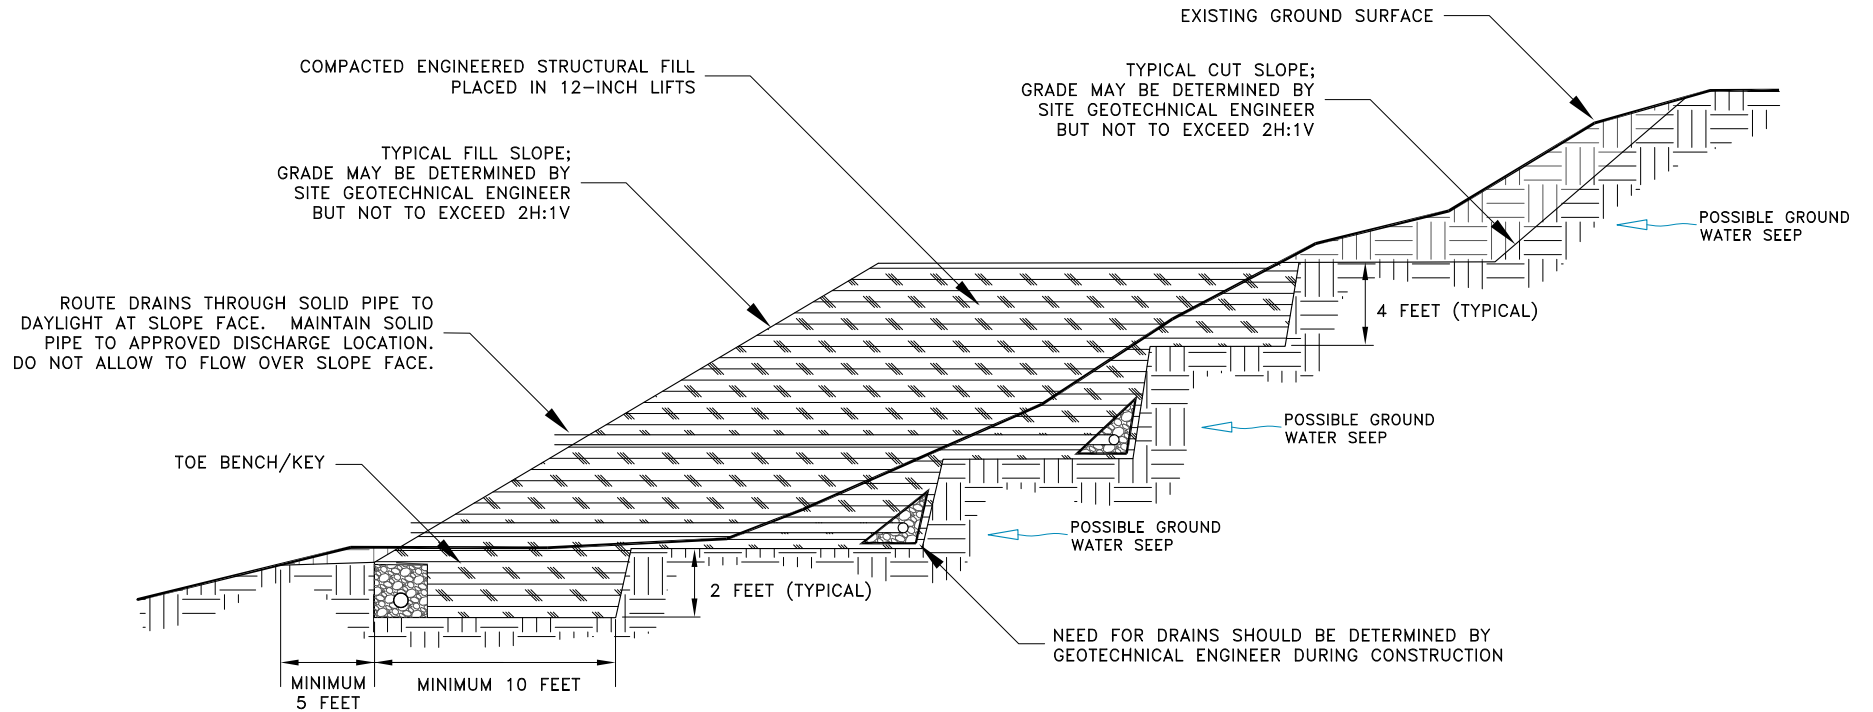 EXISTING GROUND SURFACE
COMPACTED ENGINEERED STRUCTURAL FILL
PLACED IN 12-INCH LIFTS
TYPICAL CUT SLOPE;
GRADE MAY BE DETERMINED BY
SITE GEOTECHNICAL ENGINEER
BUT NOT TO EXCEED 2H:1V
TYPICAL FILL SLOPE;
GRADE MAY BE DETERMINED BY
SITE GEOTECHNICAL ENGINEER
BUT NOT TO EXCEED 2H:1V
POSSIBLE GROUND
WATER SEEP
ROUTE DRAINS THROUGH SOLID PIPE TO
DAYLIGHT AT SLOPE FACE. MAINTAIN SOLID
PIPE TO APPROVED DISCHARGE LOCATION.
DO NOT ALLOW TO FLOW OVER SLOPE FACE.
4 FEET (TYPICAL)
POSSIBLE GROUND
WATER SEEP
TOE BENCH/KEY
POSSIBLE GROUND
WATER SEEP
2 FEET (TYPICAL)
NEED FOR DRAINS SHOULD BE DETERMINED BY
GEOTECHNICAL ENGINEER DURING CONSTRUCTION
MINIMUM
5 FEET
MINIMUM 10 FEET